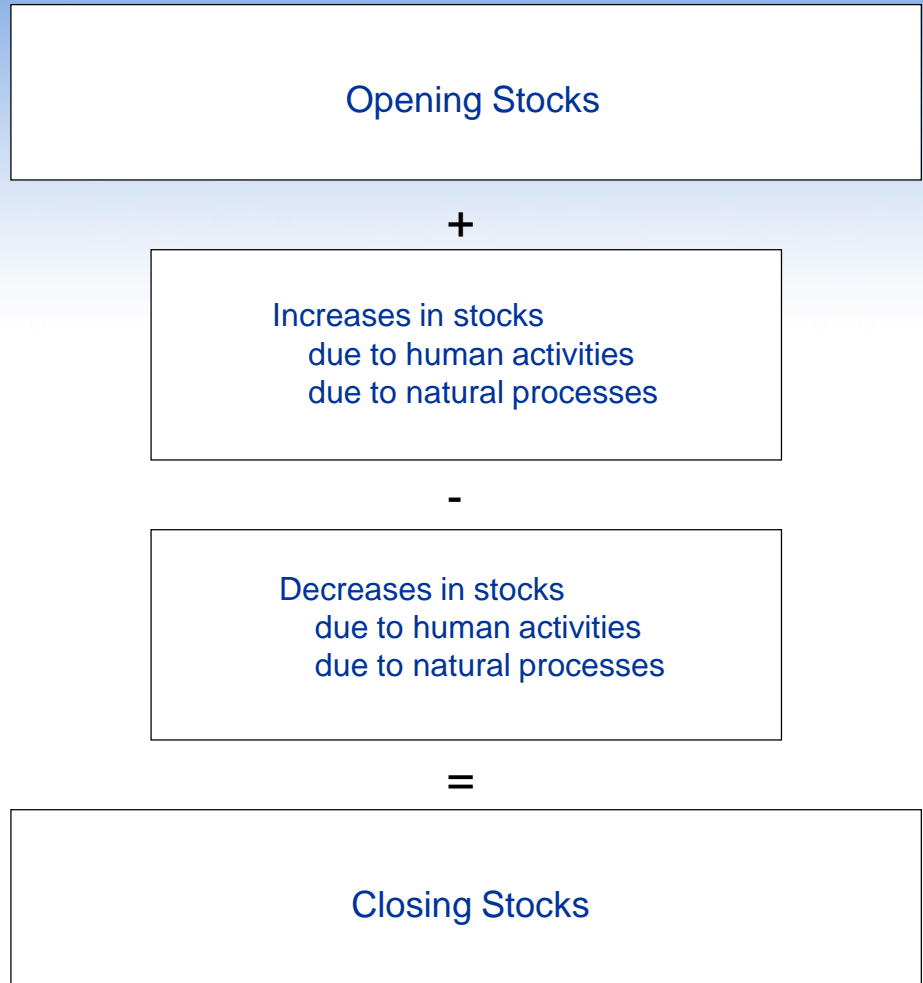 Opening Stocks
+
Increases in stocks
due to human activities
due to natural processes
-
Decreases in stocks
due to human activities
due to natural processes
=
Closing Stocks